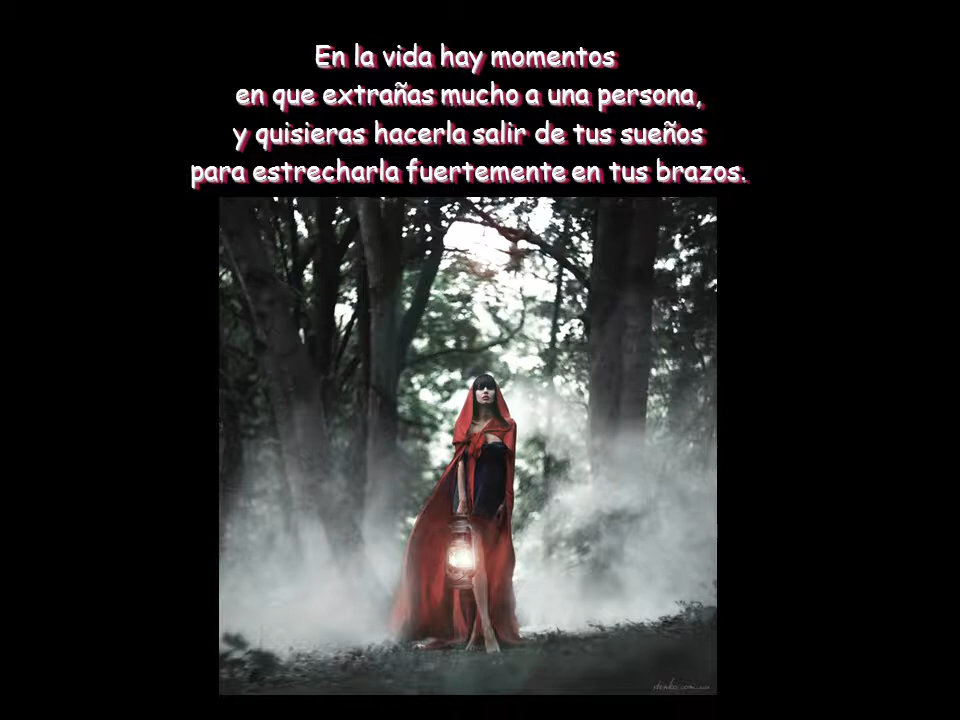 En la vida hay momentos
en que extrañas mucho a una persona,
y quisieras hacerla salir de tus sueños
para estrecharla fuertemente en tus brazos.